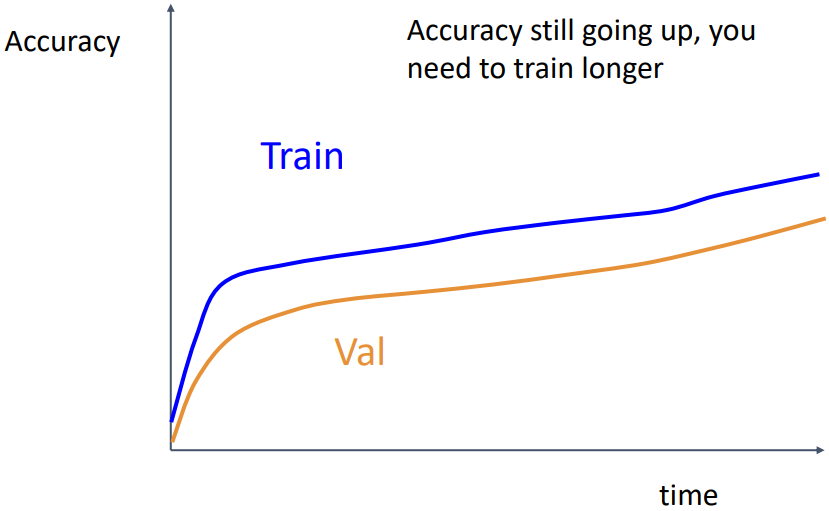 Accuracy
Accuracy still going up, you
need to train longer
Train
Val
time